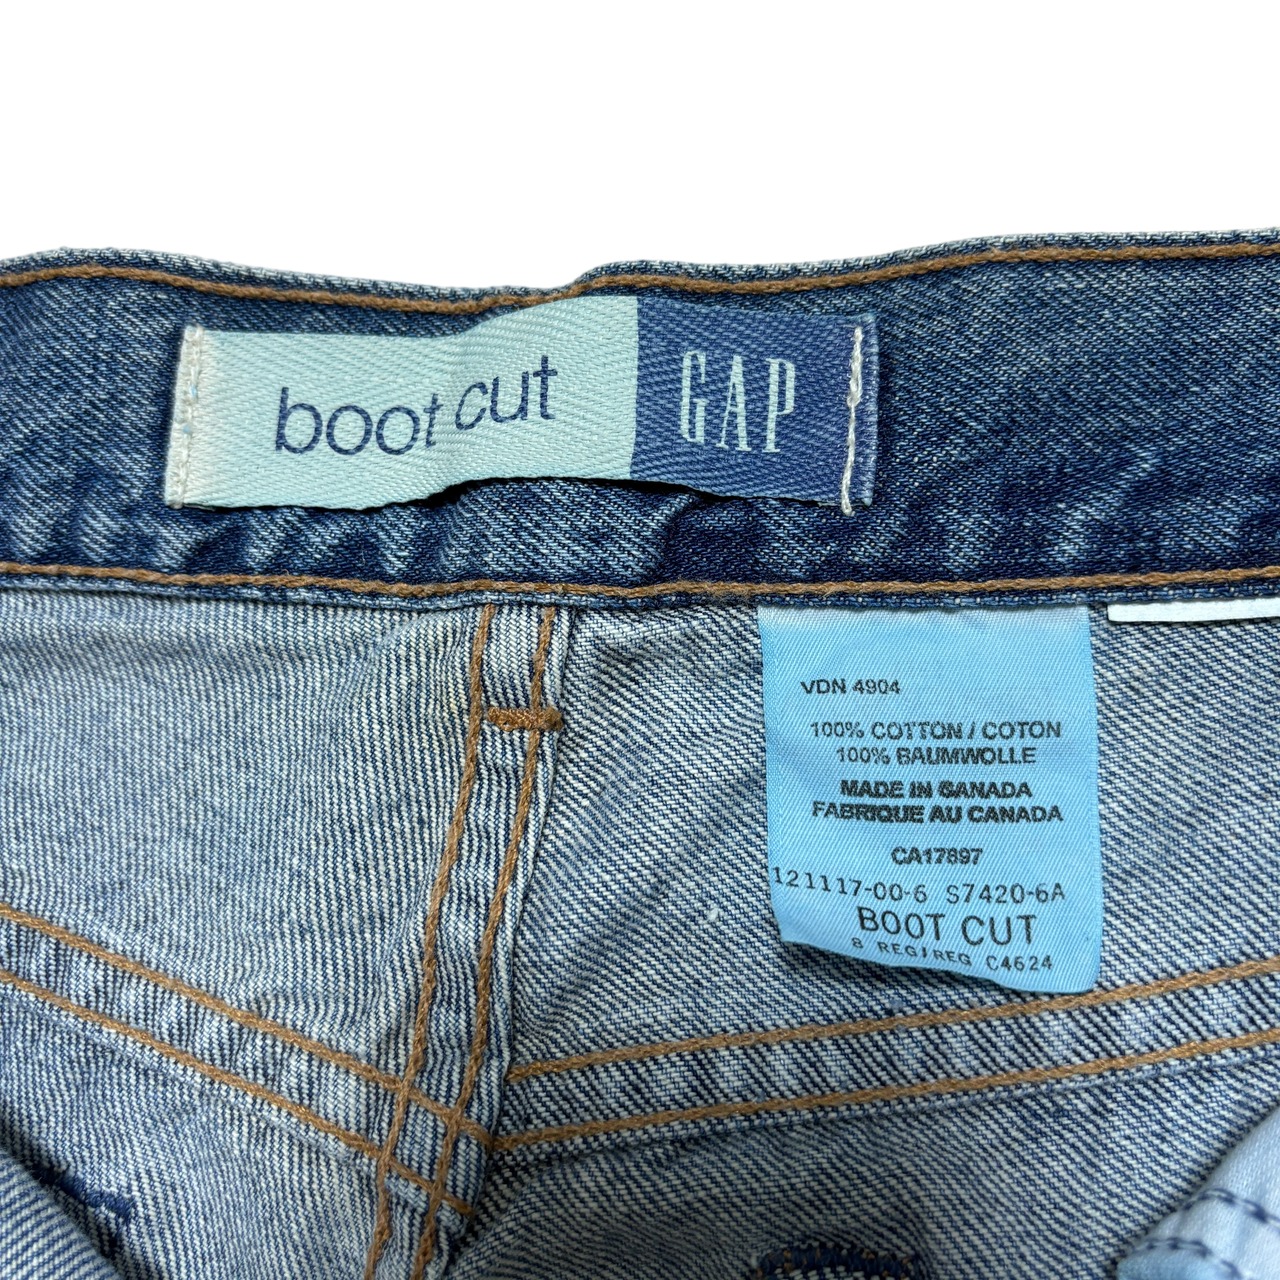 boot cut GAP
VDN 4904
100% COTTON / COTON
100% BAUMWOLLE
MADE IN CANADA
FABRIQUE AU CANADA
CA17897
121117-00-6 S7420-6A
BOOT CUT
8 REG/REG C4624